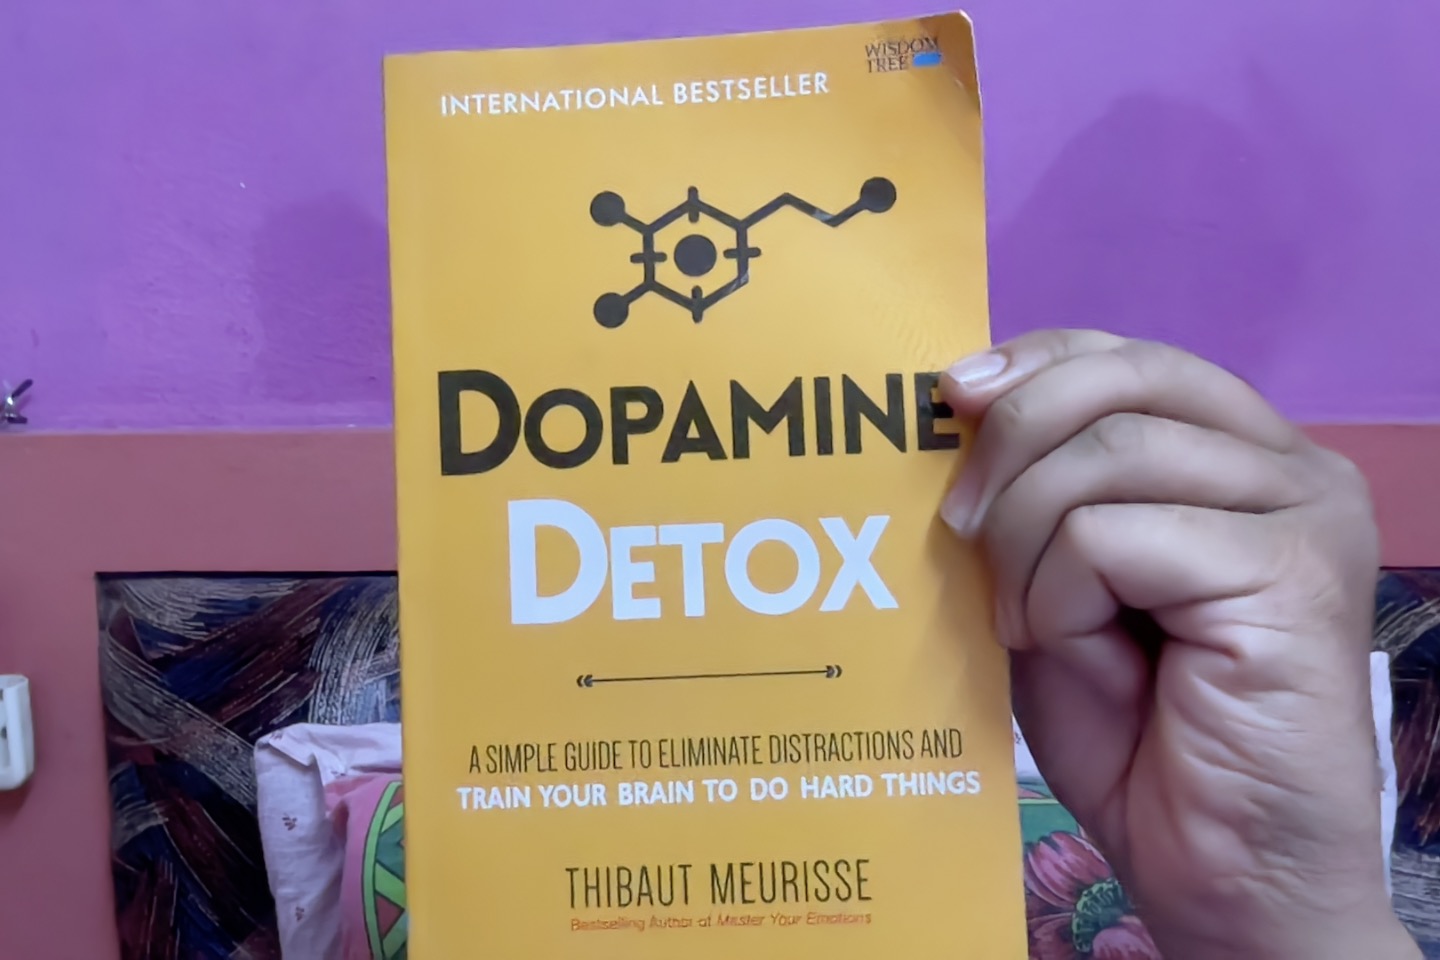 INTERNATIONAL BESTSELLER
WISDOM
TREE
DOPAMINE
DETOX
A SIMPLE GUIDE TO ELIMINATE DISTRACTIONS AND
TRAIN YOUR BRAIN TO DO HARD THINGS
THIBAUT MEURISSE
Bestselling Author of Master Your Emotions